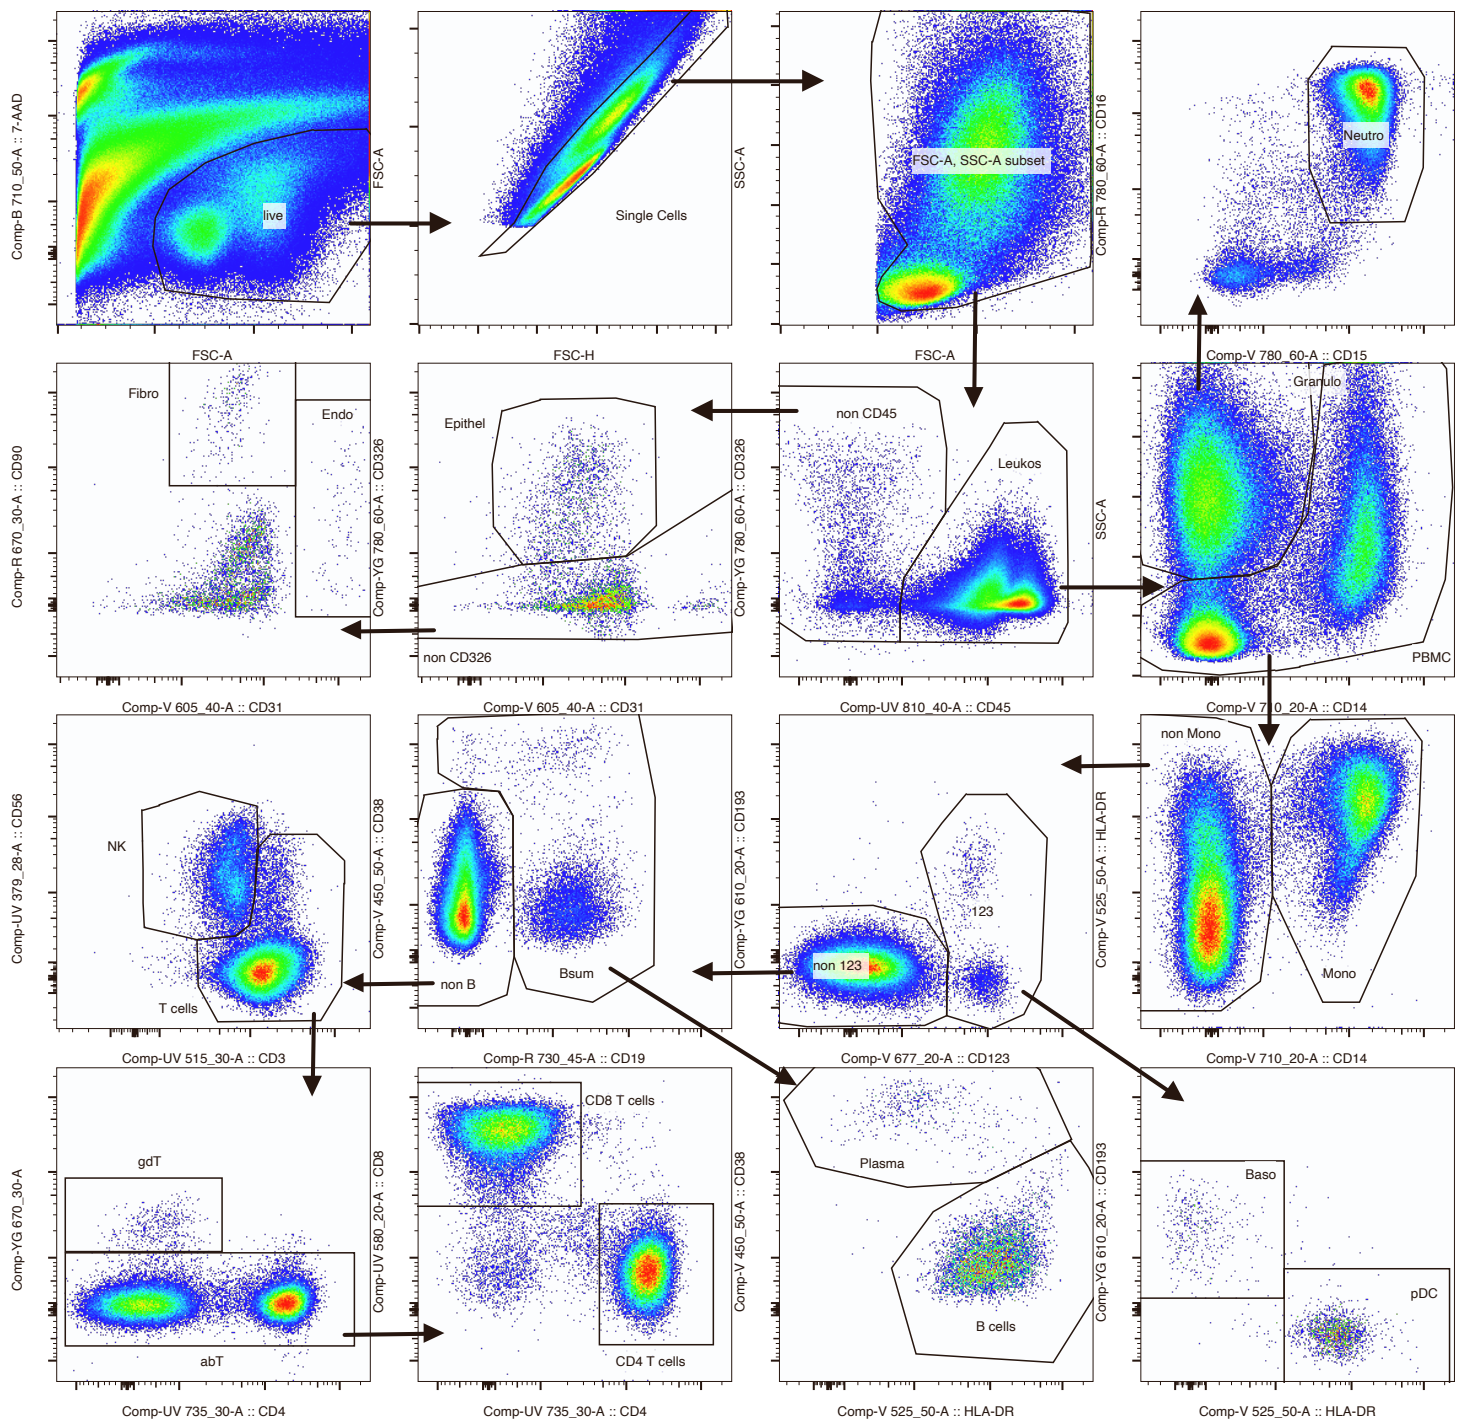 Comp-B 710_50-A :: 7-AAD
live
FSC-A
FSC-A
Single Cells
FSC-H
SSC-A
FSC-A, SSC-A subset
FSC-A
Comp-R 780_60-A :: CD16
Neutro
Comp-V 780_60-A :: CD15
Comp-R 670_30-A :: CD90
Fibro
Endo
Comp-V 605_40-A :: CD31
Comp-YG 780_60-A :: CD326
Epithel
non CD326
Comp-V 605_40-A :: CD31
Comp-YG 780_60-A :: CD326
non CD45
Leukos
Comp-UV 810_40-A :: CD45
SSC-A
Granulo
PBMC
Comp-V 710_20-A :: CD14
Comp-UV 379_28-A :: CD56
NK
T cells
Comp-UV 515_30-A :: CD3
Comp-V 450_50-A :: CD38
non B
Bsum
Comp-R 730_45-A :: CD19
Comp-YG 610_20-A :: CD193
123
non 123
Comp-V 677_20-A :: CD123
Comp-V 525_50-A :: HLA-DR
non Mono
Mono
Comp-V 710_20-A :: CD14
Comp-YG 670_30-A
gdT
abT
Comp-UV 735_30-A :: CD4
Comp-UV 580_20-A :: CD8
CD8 T cells
CD4 T cells
Comp-UV 735_30-A :: CD4
Comp-V 450_50-A :: CD38
Plasma
B cells
Comp-V 525_50-A :: HLA-DR
Comp-YG 610_20-A :: CD193
Baso
pDC
Comp-V 525_50-A :: HLA-DR